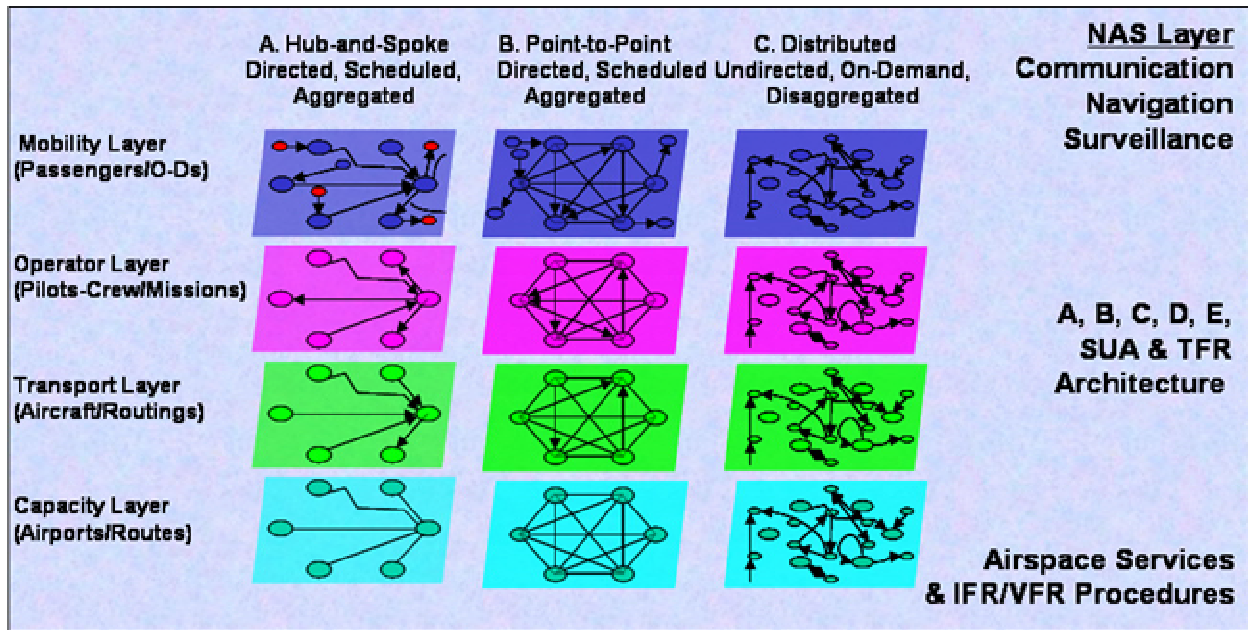 A. Hub-and-Spoke
Directed, Scheduled,
Aggregated
B. Point-to-Point
Directed, Scheduled
Aggregated
C. Distributed
Undirected, On-Demand,
Disaggregated
NAS Layer
Communication
Navigation
Surveillance
Mobility Layer
(Passengers/O-Ds)
Operator Layer
(Pilots-Crew/Missions)
A, B, C, D, E,
SUA & TFR
Architecture
Transport Layer
(Aircraft/Routings)
Capacity Layer
(Airports/Routes)
Airspace Services
& IFR/VFR Procedures